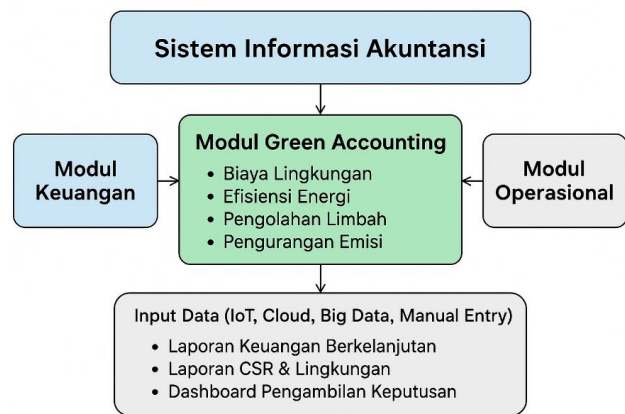 Sistem Informasi Akuntansi
Modul
Keuangan
Modul Green Accounting
• Biaya Lingkungan
• Efisiensi Energi
• Pengolahan Limbah
• Pengurangan Emisi
Modul
Operasional
Input Data (IoT, Cloud, Big Data, Manual Entry)
• Laporan Keuangan Berkelanjutan
• Laporan CSR & Lingkungan
• Dashboard Pengambilan Keputusan